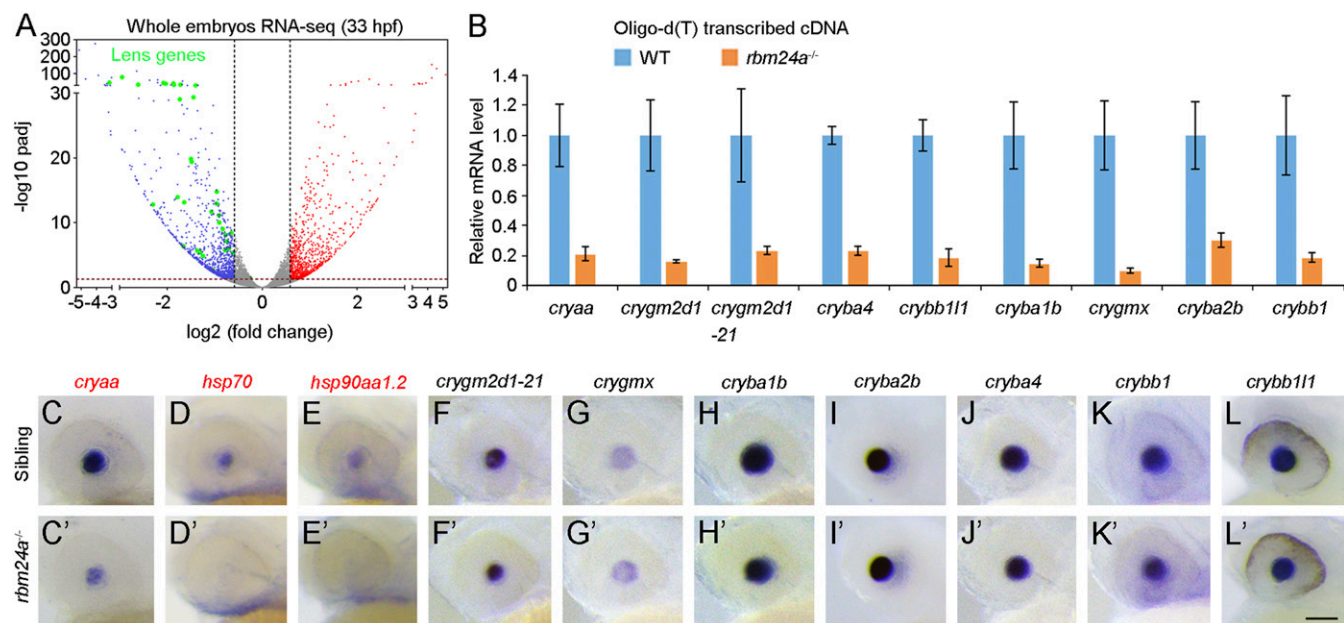 A
Whole embryos RNA-seq (33 hpf)
Lens genes
300
200
100
30
20
10
0
-log10 padj
-5 -4 -3 -2 0 2 3 4 5
log2 (fold change)
B
Oligo-d(T) transcribed cDNA
WT rbm24a-/-
Relative mRNA level
1.4
1.2
1.0
0.8
0.6
0.4
0.2
0
cryaa crygm2d1 crygm2d1 cryba4 crybb1l1 cryba1b crygmx cryba2b crybb1
-21
cryaa hsp70 hsp90aa1.2 crygm2d1-21 crygmx cryba1b cryba2b cryba4 crybb1 crybb1l1
Sibling
C D E F G H I J K L
rbm24a-/-
C' D' E' F' G' H' I' J' K' L'